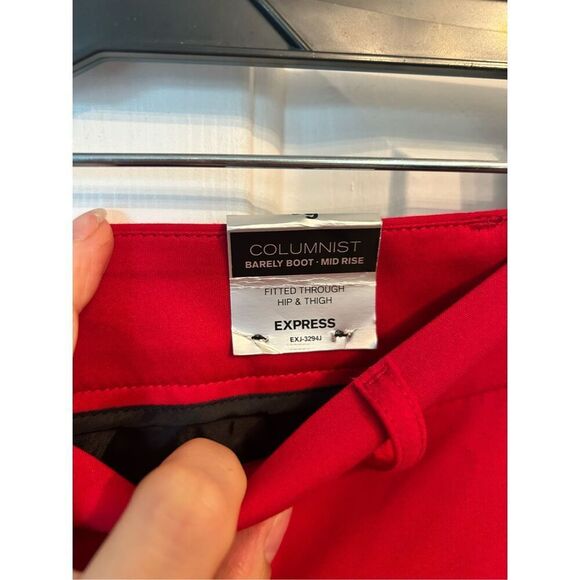 COLUMNIST
BARELY BOOT · MID RISE
FITTED THROUGH
HIP & THIGH
EXPRESS
EXJ-3294J